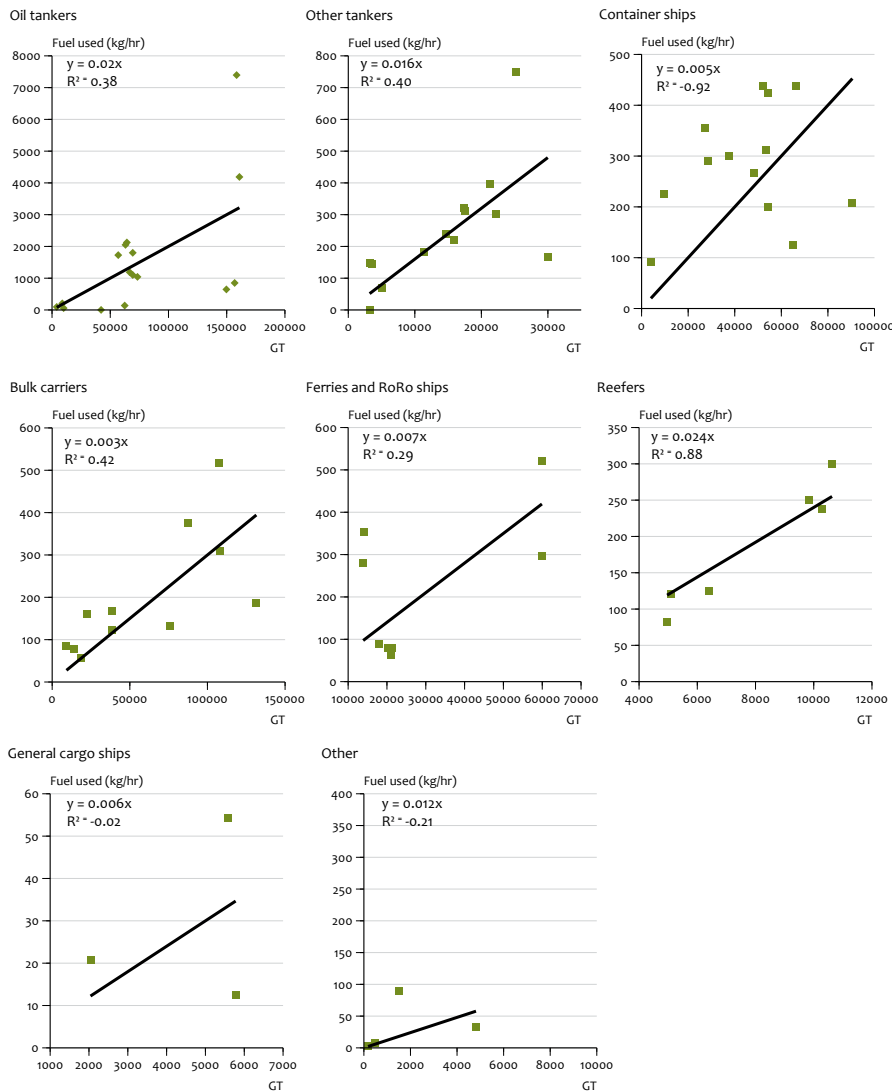 Oil tankers
Fuel used (kg/hr)
y = 0.02x
R² = 0.38
8000
7000
6000
5000
4000
3000
2000
1000
0
0 50000 100000 150000 200000
GT
Other tankers
Fuel used (kg/hr)
y = 0.016x
R² = 0.40
800
700
600
500
400
300
200
100
0
0 10000 20000 30000
GT
Container ships
Fuel used (kg/hr)
y = 0.005x
R² = -0.92
500
400
300
200
100
0
0 20000 40000 60000 80000 100000
GT
Bulk carriers
Fuel used (kg/hr)
y = 0.003x
R² = 0.42
600
500
400
300
200
100
0
0 50000 100000 150000
GT
Ferries and RoRo ships
Fuel used (kg/hr)
y = 0.007x
R² = 0.29
600
500
400
300
200
100
0
10000 20000 30000 40000 50000 60000 70000
GT
Reefers
Fuel used (kg/hr)
y = 0.024x
R² = 0.88
350
300
250
200
150
100
50
0
4000 6000 8000 10000 12000
GT
General cargo ships
Fuel used (kg/hr)
y = 0.006x
R² = -0.02
60
50
40
30
20
10
0
1000 2000 3000 4000 5000 6000 7000
GT
Other
Fuel used (kg/hr)
y = 0.012x
R² = -0.21
400
350
300
250
200
150
100
50
0
0 2000 4000 6000 8000 10000
GT